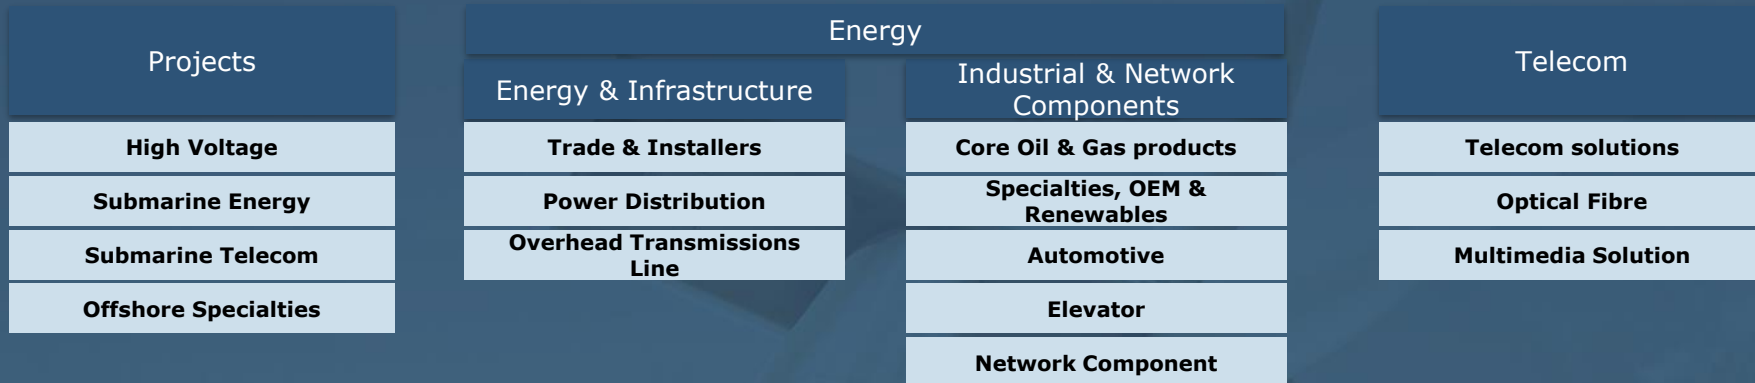 Projects
High Voltage
Submarine Energy
Submarine Telecom
Offshore Specialties
Energy
Energy & Infrastructure
Trade & Installers
Power Distribution
Overhead Transmissions
Line
Industrial & Network
Components
Core Oil & Gas products
Specialties, OEM &
Renewables
Automotive
Elevator
Network Component
Telecom
Telecom solutions
Optical Fibre
Multimedia Solution